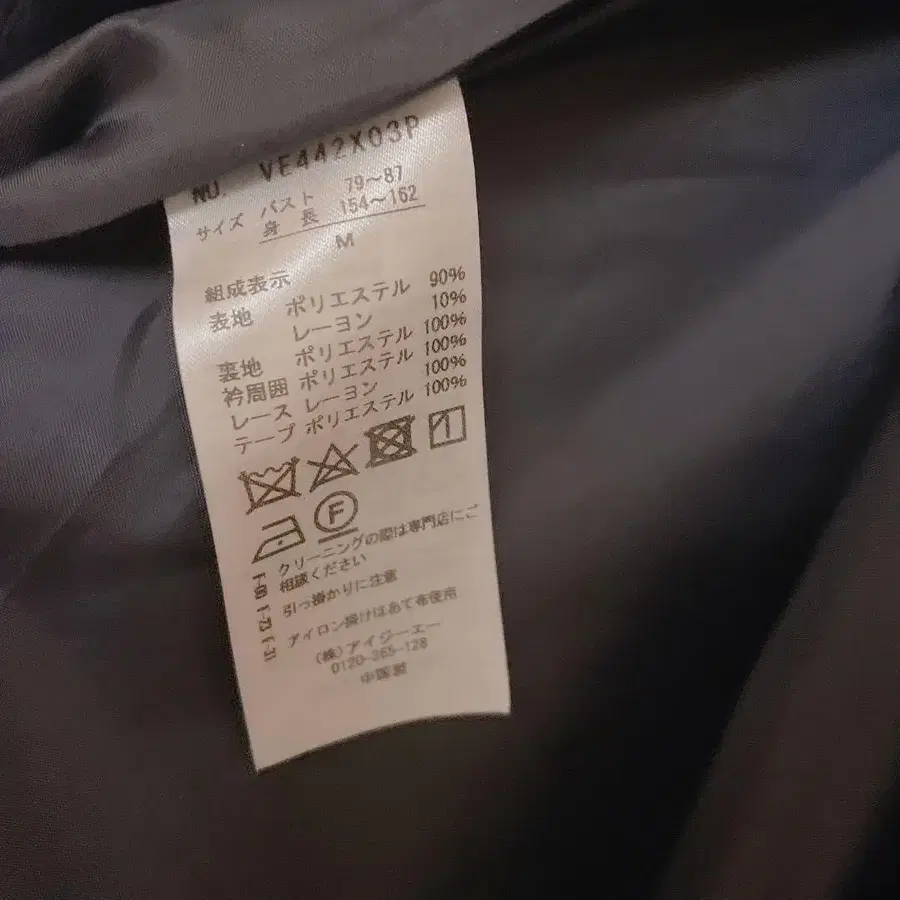 NO. VE442X03P
サイズ バスト 79～87
身長 154～162
M
組成表示
表地 ポリエステル 90%
レーヨン 10%
裏地 ポリエステル 100%
衿周囲 ポリエステル 100%
レース レーヨン 100%
テープ ポリエステル 100%
F
クリーニングの際は専門店にご
相談ください
引っ掛かりに注意
アイロン掛けはあて布使用
(株)アイジーエー
0120-365-128
中国製